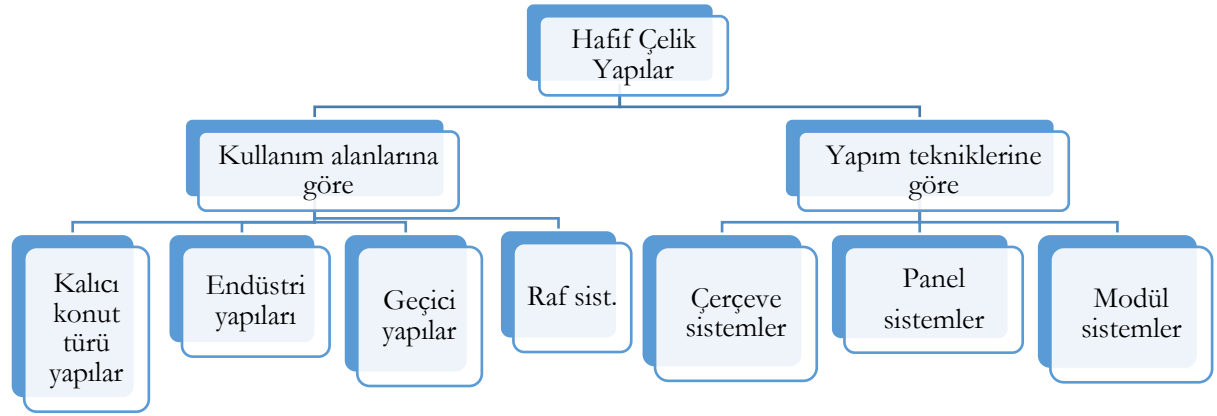 Hafif Çelik
Yapılar
Kullanım alanlarına
göre
Yapım tekniklerine
göre
Kalıcı
konut
türü
yapılar
Endüstri
yapıları
Geçici
yapılar
Raf sist.
Çerçeve
sistemler
Panel
sistemler
Modül
sistemler